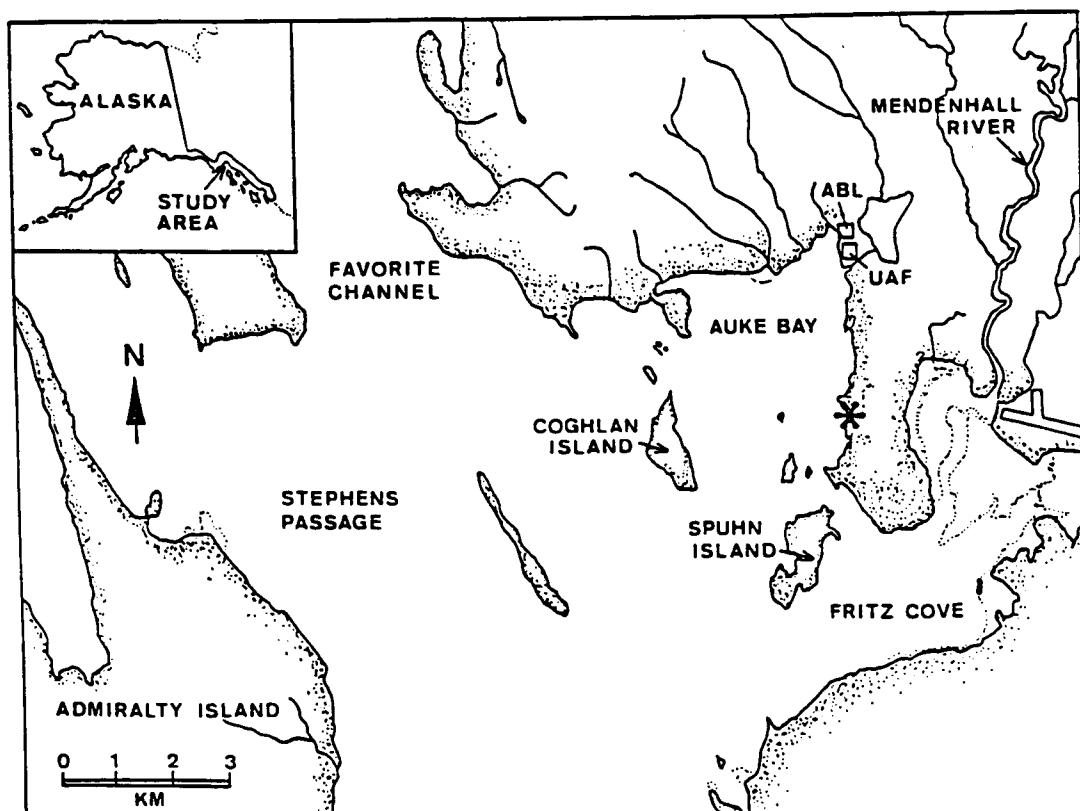 ALASKA
STUDY
AREA
MENDENHALL
RIVER
ABL
UAF
FAVORITE
CHANNEL
AUKE BAY
N
COGHLAN
ISLAND
STEPHENS
PASSAGE
SPUHN
ISLAND
FRITZ COVE
ADMIRALTY ISLAND
0 1 2 3
KM